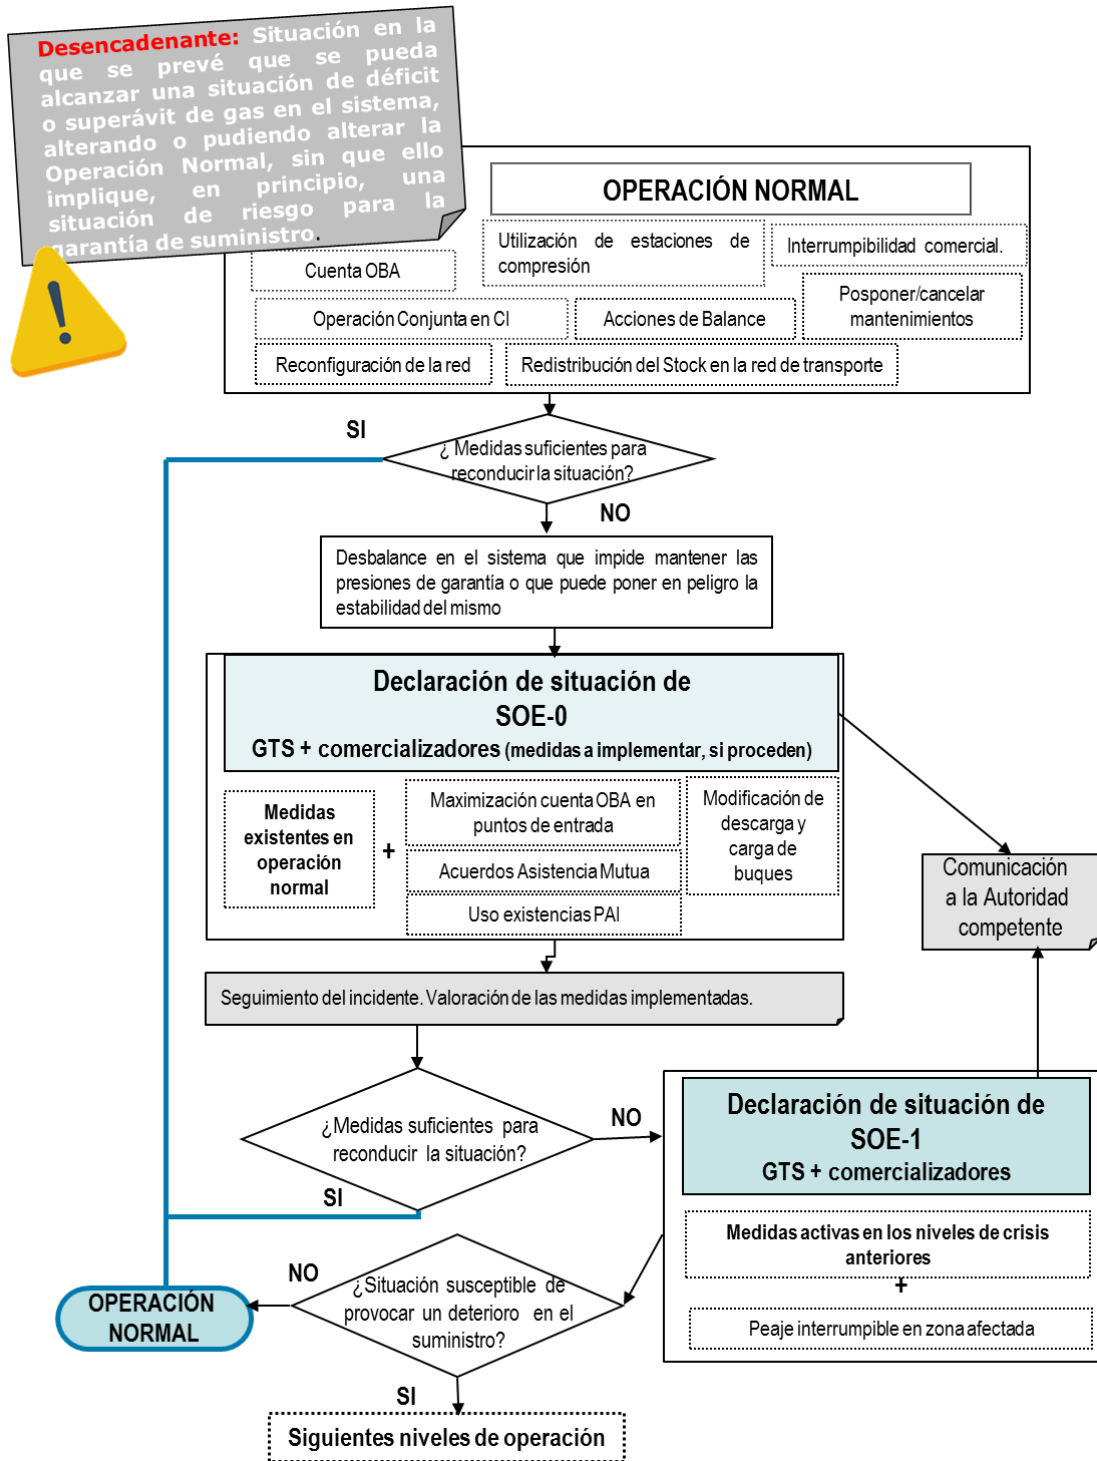 Desencadenante: Situación en la
que se prevé que se pueda
alcanzar una situación de déficit
o superávit de gas en el sistema,
alterando o pudiendo alterar la
Operación Normal, sin que ello
implique, en principio, una
situación de riesgo para la
garantía de suministro.
OPERACIÓN NORMAL
Cuenta OBA
Utilización de estaciones de
compresión
Interrumpibilidad comercial.
Operación Conjunta en CI
Acciones de Balance
Posponer/cancelar
mantenimientos
Reconfiguración de la red
Redistribución del Stock en la red de transporte
SI
¿ Medidas suficientes para
reconducir la situación?
NO
Desbalance en el sistema que impide mantener las
presiones de garantía o que puede poner en peligro la
estabilidad del mismo
Declaración de situación de
SOE-0
GTS + comercializadores (medidas a implementar, si proceden)
Medidas
existentes en
operación
normal
+
Maximización cuenta OBA en
puntos de entrada
Acuerdos Asistencia Mutua
Uso existencias PAI
Modificación de
descarga y
carga de
buques
Comunicación
a la Autoridad
competente
Seguimiento del incidente. Valoración de las medidas implementadas.
¿Medidas suficientes para
reconducir la situación?
NO
SI
Declaración de situación de
SOE-1
GTS + comercializadores
Medidas activas en los niveles de crisis
anteriores
+
Peaje interrumpible en zona afectada
¿Situación susceptible de
provocar un deterioro en el
suministro?
NO
OPERACIÓN
NORMAL
SI
Siguientes niveles de operación